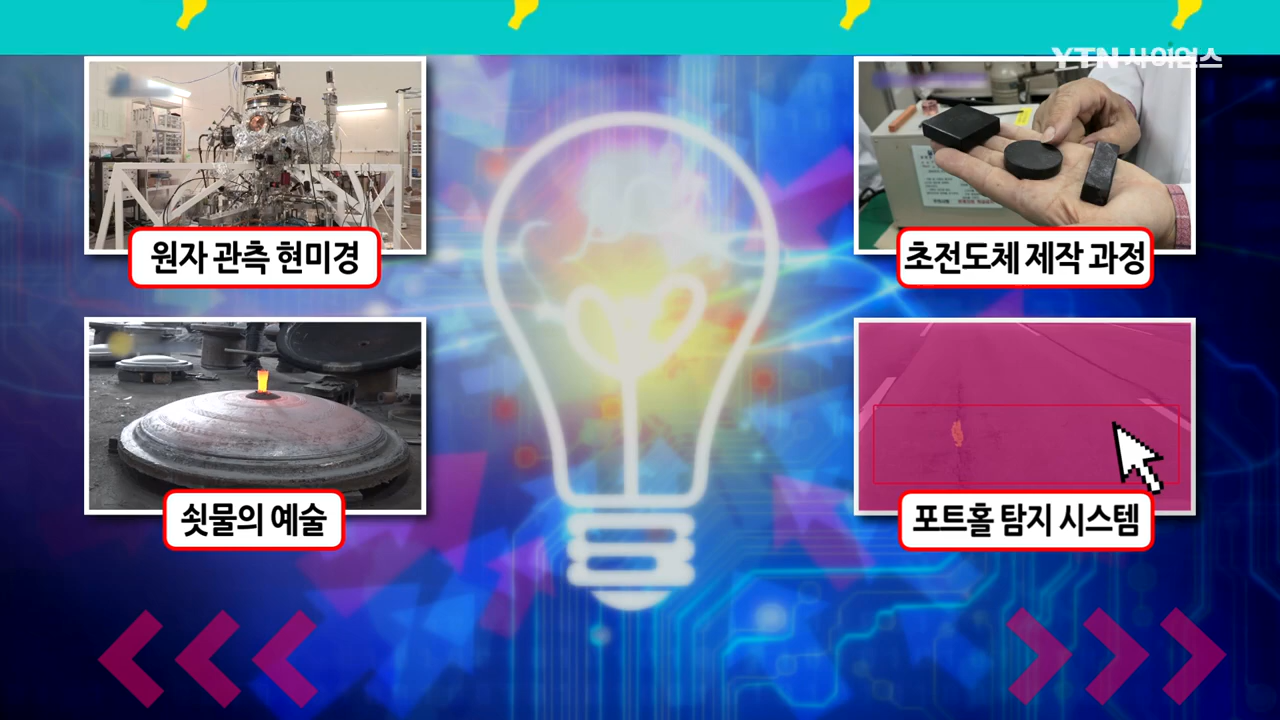 YTN 사이언스
원자 관측 현미경
초전도체 제작 과정
쇳물의 예술
포트홀 탐지 시스템